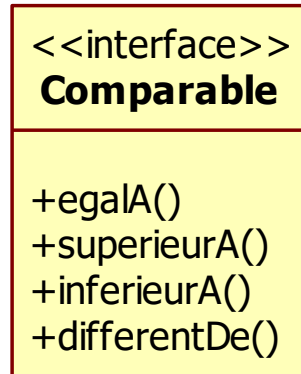 <<interface>>
Comparable
+egalA()
+superieurA()
+inferieurA()
+differentDe()